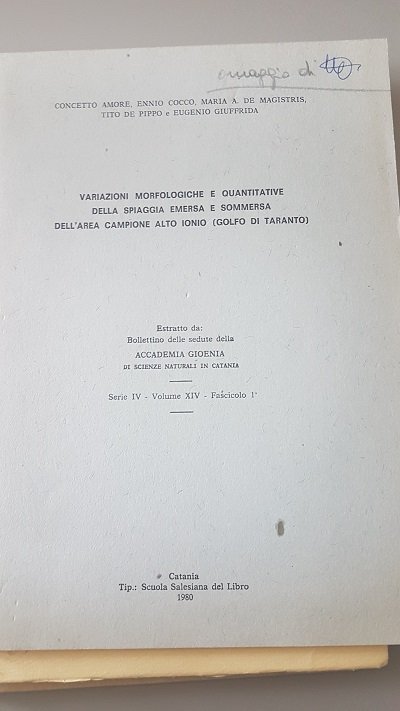 omaggio di
CONCETTO AMORE, ENNIO COCCO, MARIA A. DE MAGISTRIS,
TITO DE PIPPO e EUGENIO GIUFFRIDA
VARIAZIONI MORFOLOGICHE E QUANTITATIVE
DELLA SPIAGGIA EMERSA E SOMMERSA
DELL'AREA CAMPIONE ALTO IONIO (GOLFO DI TARANTO)
Estratto da:
Bollettino delle sedute della
ACCADEMIA GIOENIA
DI SCIENZE NATURALI IN CATANIA
Serie IV - Volume XIV - Fascicolo 1°
Catania
Tip.: Scuola Salesiana del Libro
1980